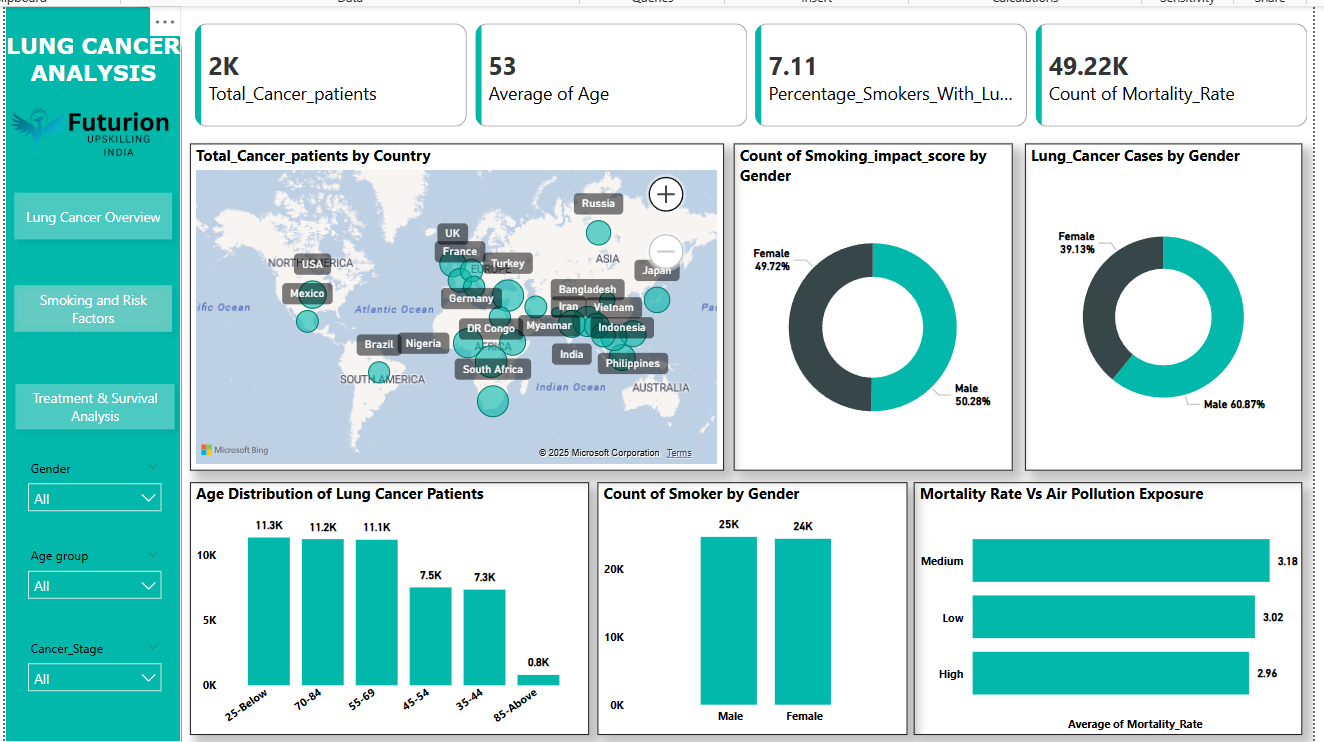 Data
Queries
Insert
Calculations
Sensitivity
Share
LUNG CANCER
ANALYSIS
Futurion
UPSKILLING
INDIA
Lung Cancer Overview
Smoking and Risk
Factors
Treatment & Survival
Analysis
Gender
All
Age group
All
Cancer_Stage
All
2K
Total_Cancer_patients
53
Average of Age
7.11
Percentage_Smokers_With_Lu...
49.22K
Count of Mortality_Rate
Total_Cancer_patients by Country
Russia
UK
France
Turkey
NORTH AMERICA
USA
EUROPE
ASIA
Japan
Mexico
Germany
Bangladesh
Atlantic Ocean
Iran
Vietnam
DR Congo
Myanmar
Indonesia
Brazil
Nigeria
AFRICA
India
South Africa
Philippines
SOUTH AMERICA
Indian Ocean
AUSTRALIA
Microsoft Bing
© 2025 Microsoft Corporation
Terms
Count of Smoking_impact_score by
Gender
Female
49.72%
Male
50.28%
Lung_Cancer Cases by Gender
Female
39.13%
Male 60.87%
Age Distribution of Lung Cancer Patients
10K
5K
0K
11.3K
11.2K
11.1K
7.5K
7.3K
0.8K
25-Below
70-84
55-69
45-54
35-44
85-Above
Count of Smoker by Gender
20K
10K
0K
25K
24K
Male
Female
Mortality Rate Vs Air Pollution Exposure
Medium
3.18
Low
3.02
High
2.96
Average of Mortality_Rate